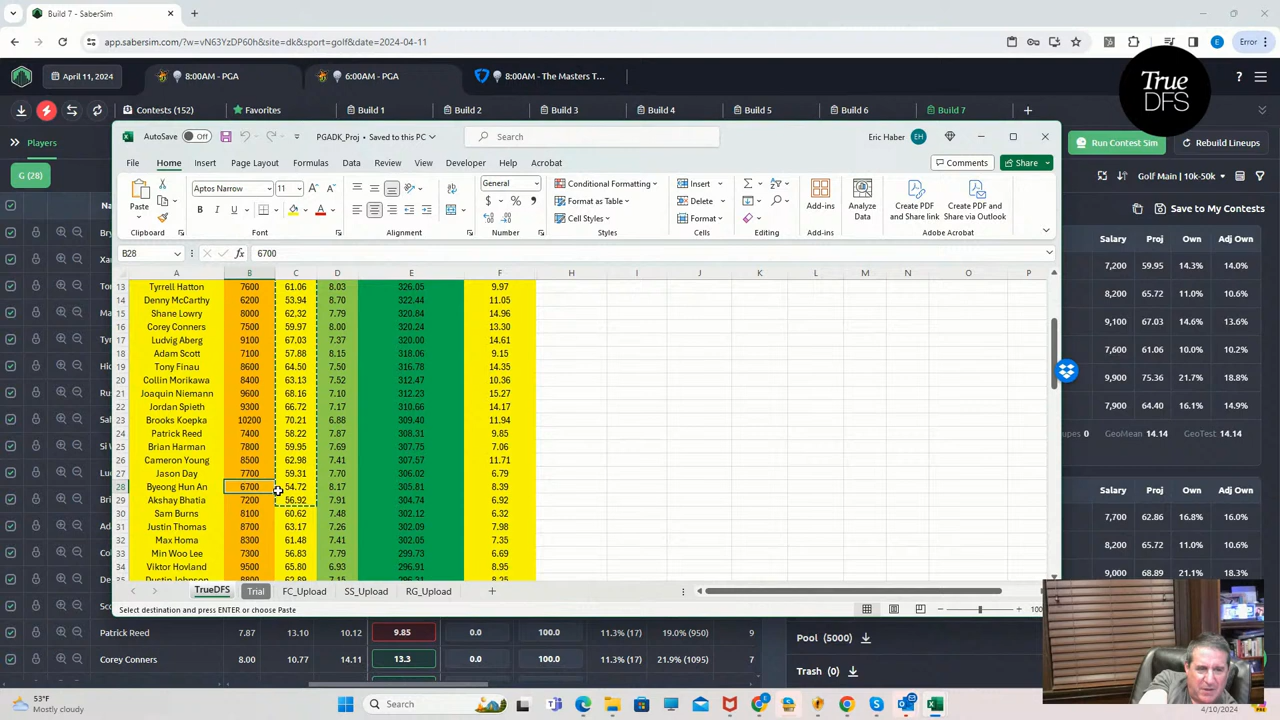 Build 7 - SaberSim
app.sabersim.com/?w=vN63YzDP60h&site=dk&sport=golf&date=2024-04-11
Error
April 11, 2024
8:00AM - PGA
6:00AM - PGA
8:00AM - The Masters T...
True
DFS
Contests (152)
Favorites
Build 1
Build 2
Build 3
Build 4
Build 5
Build 6
Build 7
Players
AutoSave
Off
PGADK_Proj • Saved to this PC
Search
Eric Haber
EH
Run Contest Sim
Rebuild Lineups
File
Home
Insert
Page Layout
Formulas
Data
Review
View
Developer
Help
Acrobat
Comments
Share
G (28)
Golf Main | 10k-50k
Paste
Aptos Narrow
11
General
Conditional Formatting
Format as Table
Cell Styles
Insert
Delete
Format
Add-ins
Analyze
Data
Create PDF
and Share link
Create PDF and
Share via Outlook
Save to My Contests
Clipboard
Font
Alignment
Number
Styles
Cells
Editing
Add-ins
Adobe Acrobat
Salary Proj Own Adj Own
B28
6700
7,200 59.95 14.3% 14.0%
8,200 65.72 11.4% 10.6%
9,100 67.03 14.6% 13.6%
7,600 61.06 10.0% 10.2%
9,900 75.36 21.7% 18.8%
7,900 64.40 16.1% 14.9%
GeoMean 14.14 GeoTest 14.14
7,700 62.86 16.8% 16.0%
8,200 68.89 21.1% 18.3%
A B C D E F H I J K L M N O P
13 Tyrrell Hatton 7600 61.06 8.03 326.05 9.97
14 Denny McCarthy 6200 53.94 8.70 322.44 11.05
15 Shane Lowry 8000 62.32 7.79 320.84 14.96
16 Corey Conners 7500 59.97 8.00 320.24 13.30
17 Ludvig Aberg 9100 67.03 7.37 320.00 14.61
18 Adam Scott 7100 57.88 8.15 318.06 9.15
19 Tony Finau 8600 64.50 7.50 316.78 14.35
20 Collin Morikawa 8400 63.13 7.52 312.47 10.36
21 Joaquin Niemann 9600 68.16 7.10 312.23 15.27
22 Jordan Spieth 9300 66.72 7.17 310.66 14.17
23 Brooks Koepka 10200 70.21 6.88 309.40 11.94
24 Patrick Reed 7400 58.22 7.87 308.31 9.85
25 Brian Harman 7800 59.95 7.69 307.75 7.06
26 Cameron Young 8500 62.98 7.41 307.57 11.71
27 Jason Day 7700 59.31 7.70 306.02 6.79
28 Byeong Hun An 6700 54.72 8.17 305.81 8.39
29 Akshay Bhatia 7200 56.92 7.91 304.74 6.92
30 Sam Burns 8100 60.62 7.48 302.12 6.32
31 Justin Thomas 8700 63.17 7.26 302.09 7.98
32 Max Homa 8300 61.48 7.41 302.05 7.35
33 Min Woo Lee 7300 56.83 7.79 299.73 6.69
34 Viktor Hovland 9500 65.80 6.93 296.91 8.95
TrueDFS
Trial
FC_Upload
SS_Upload
RG_Upload
Select destination and press ENTER or choose Paste
Patrick Reed 7.87 13.10 10.12 9.85 0.0 100.0 11.3% (17) 19.0% (950) 9
Corey Conners 8.00 10.77 14.11 13.3 0.0 100.0 11.3% (17) 21.9% (1095) 7
Pool (5000)
Trash (0)
53°F
Mostly cloudy
Search
4/10/2024